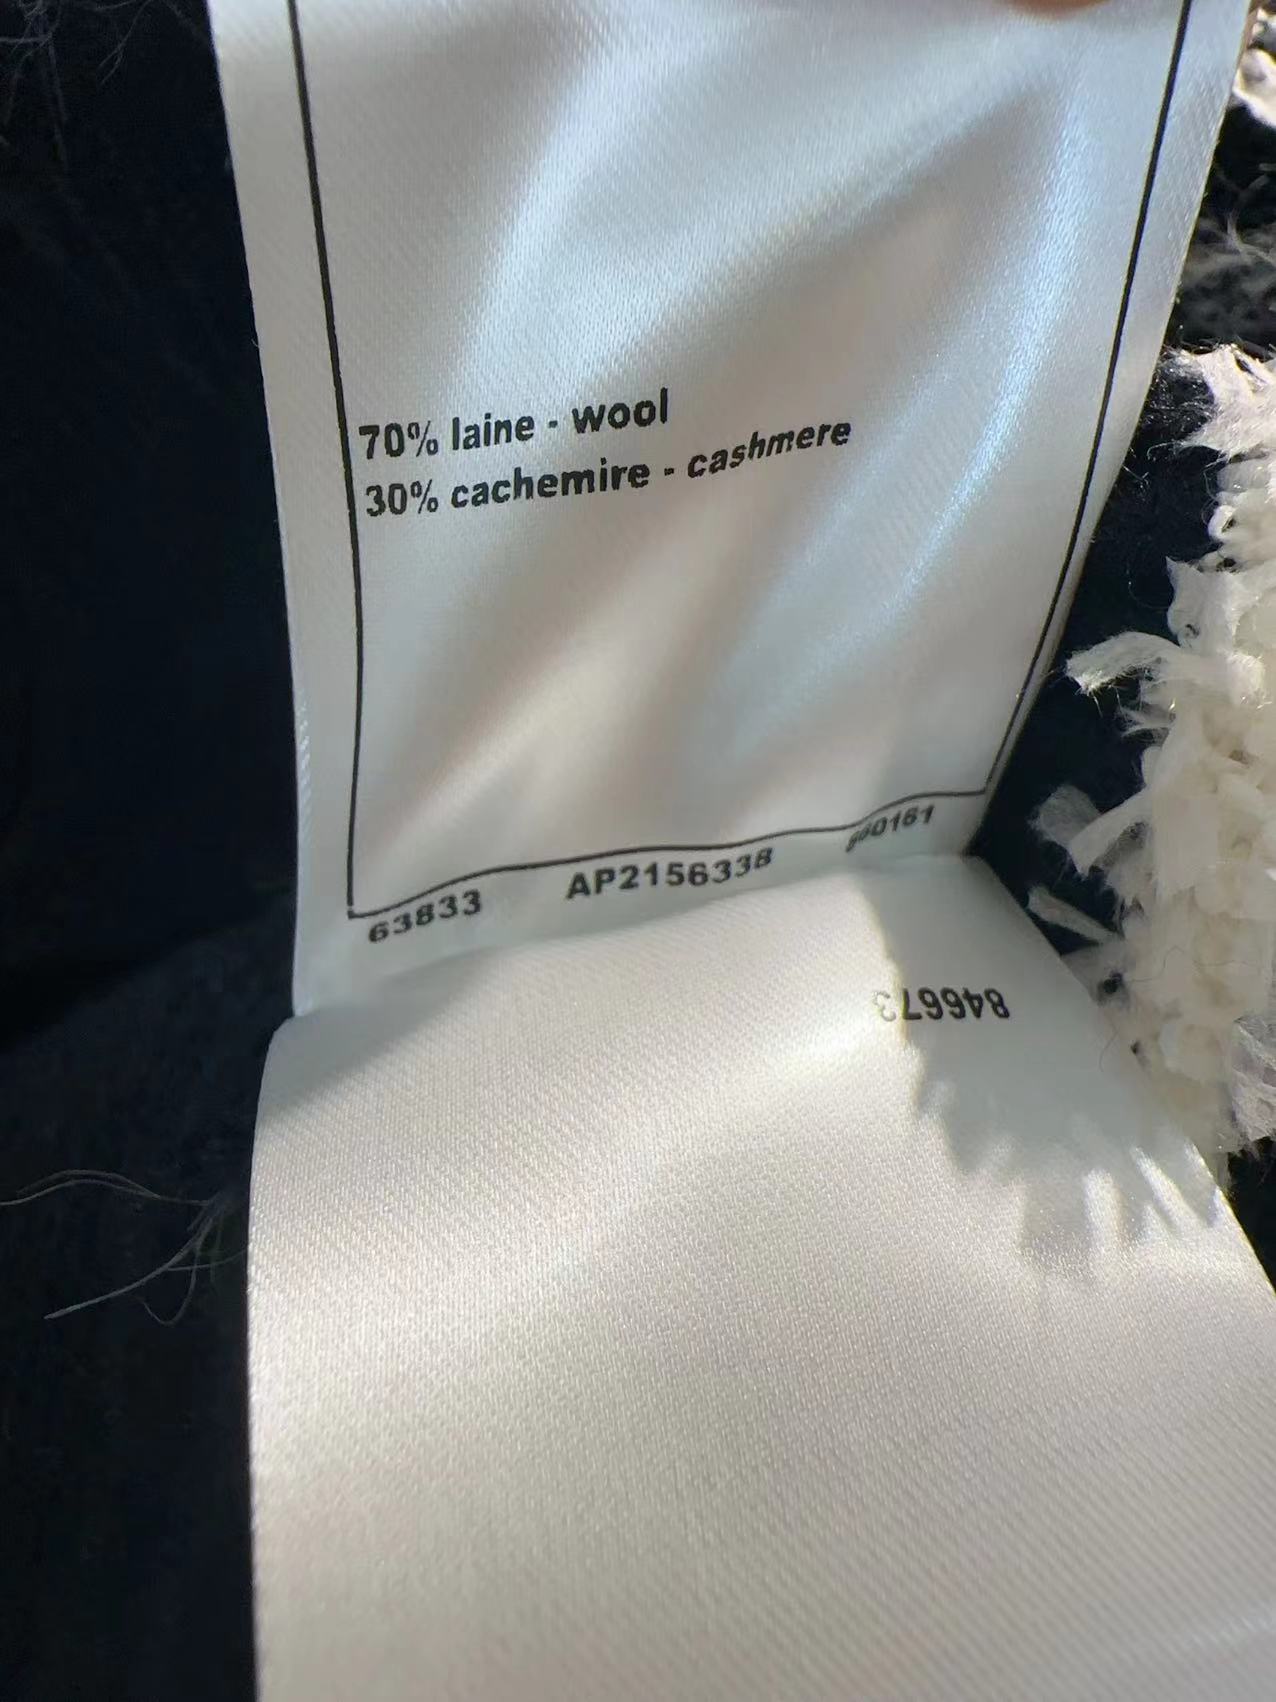 70% laine - wool
30% cachemire - cashmere
63833 AP2156338
846673